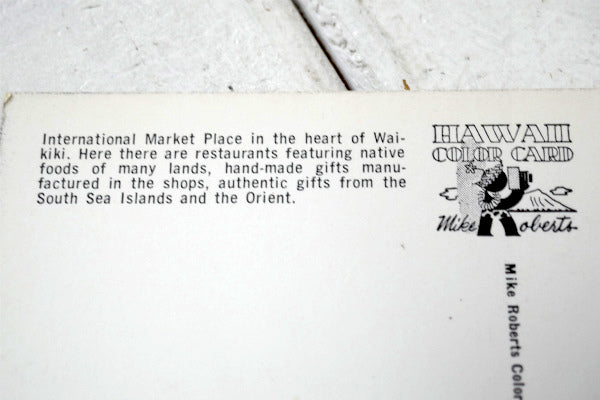 International Market Place in the heart of Wai-
kiki. Here there are restaurants featuring native
foods of many lands, hand-made gifts manu-
factured in the shops, authentic gifts from the
South Sea Islands and the Orient.
HAWAII
COLOR CARD
Mike Roberts
Mike Roberts Color